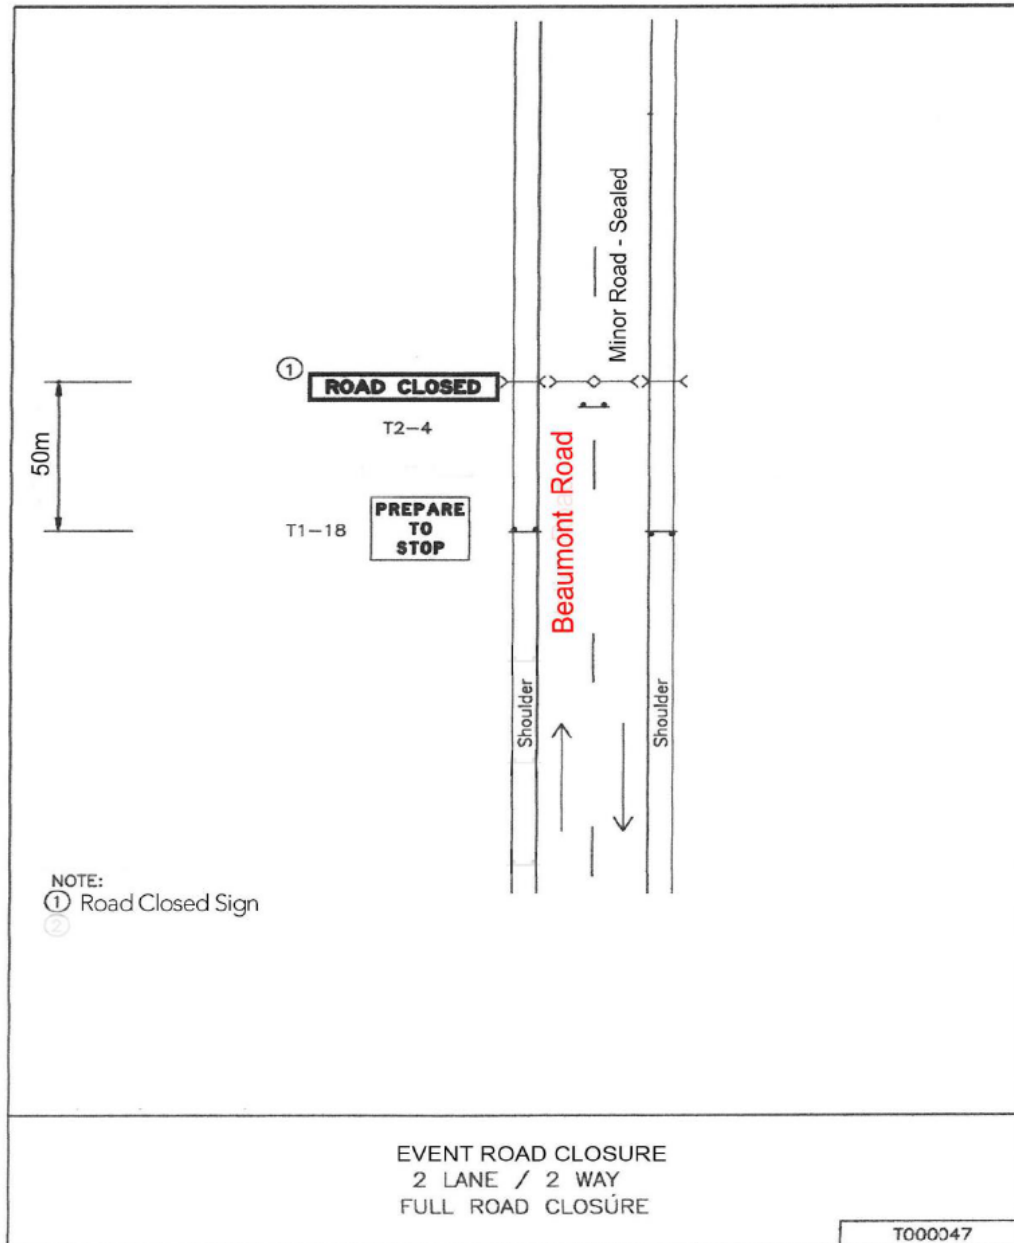 Minor Road - Sealed
①
ROAD CLOSED
T2-4
50m
Beaumont Road
T1-18
PREPARE
TO
STOP
Shoulder
Shoulder
NOTE:
① Road Closed Sign
②
EVENT ROAD CLOSURE
2 LANE / 2 WAY
FULL ROAD CLOSURE
T000047